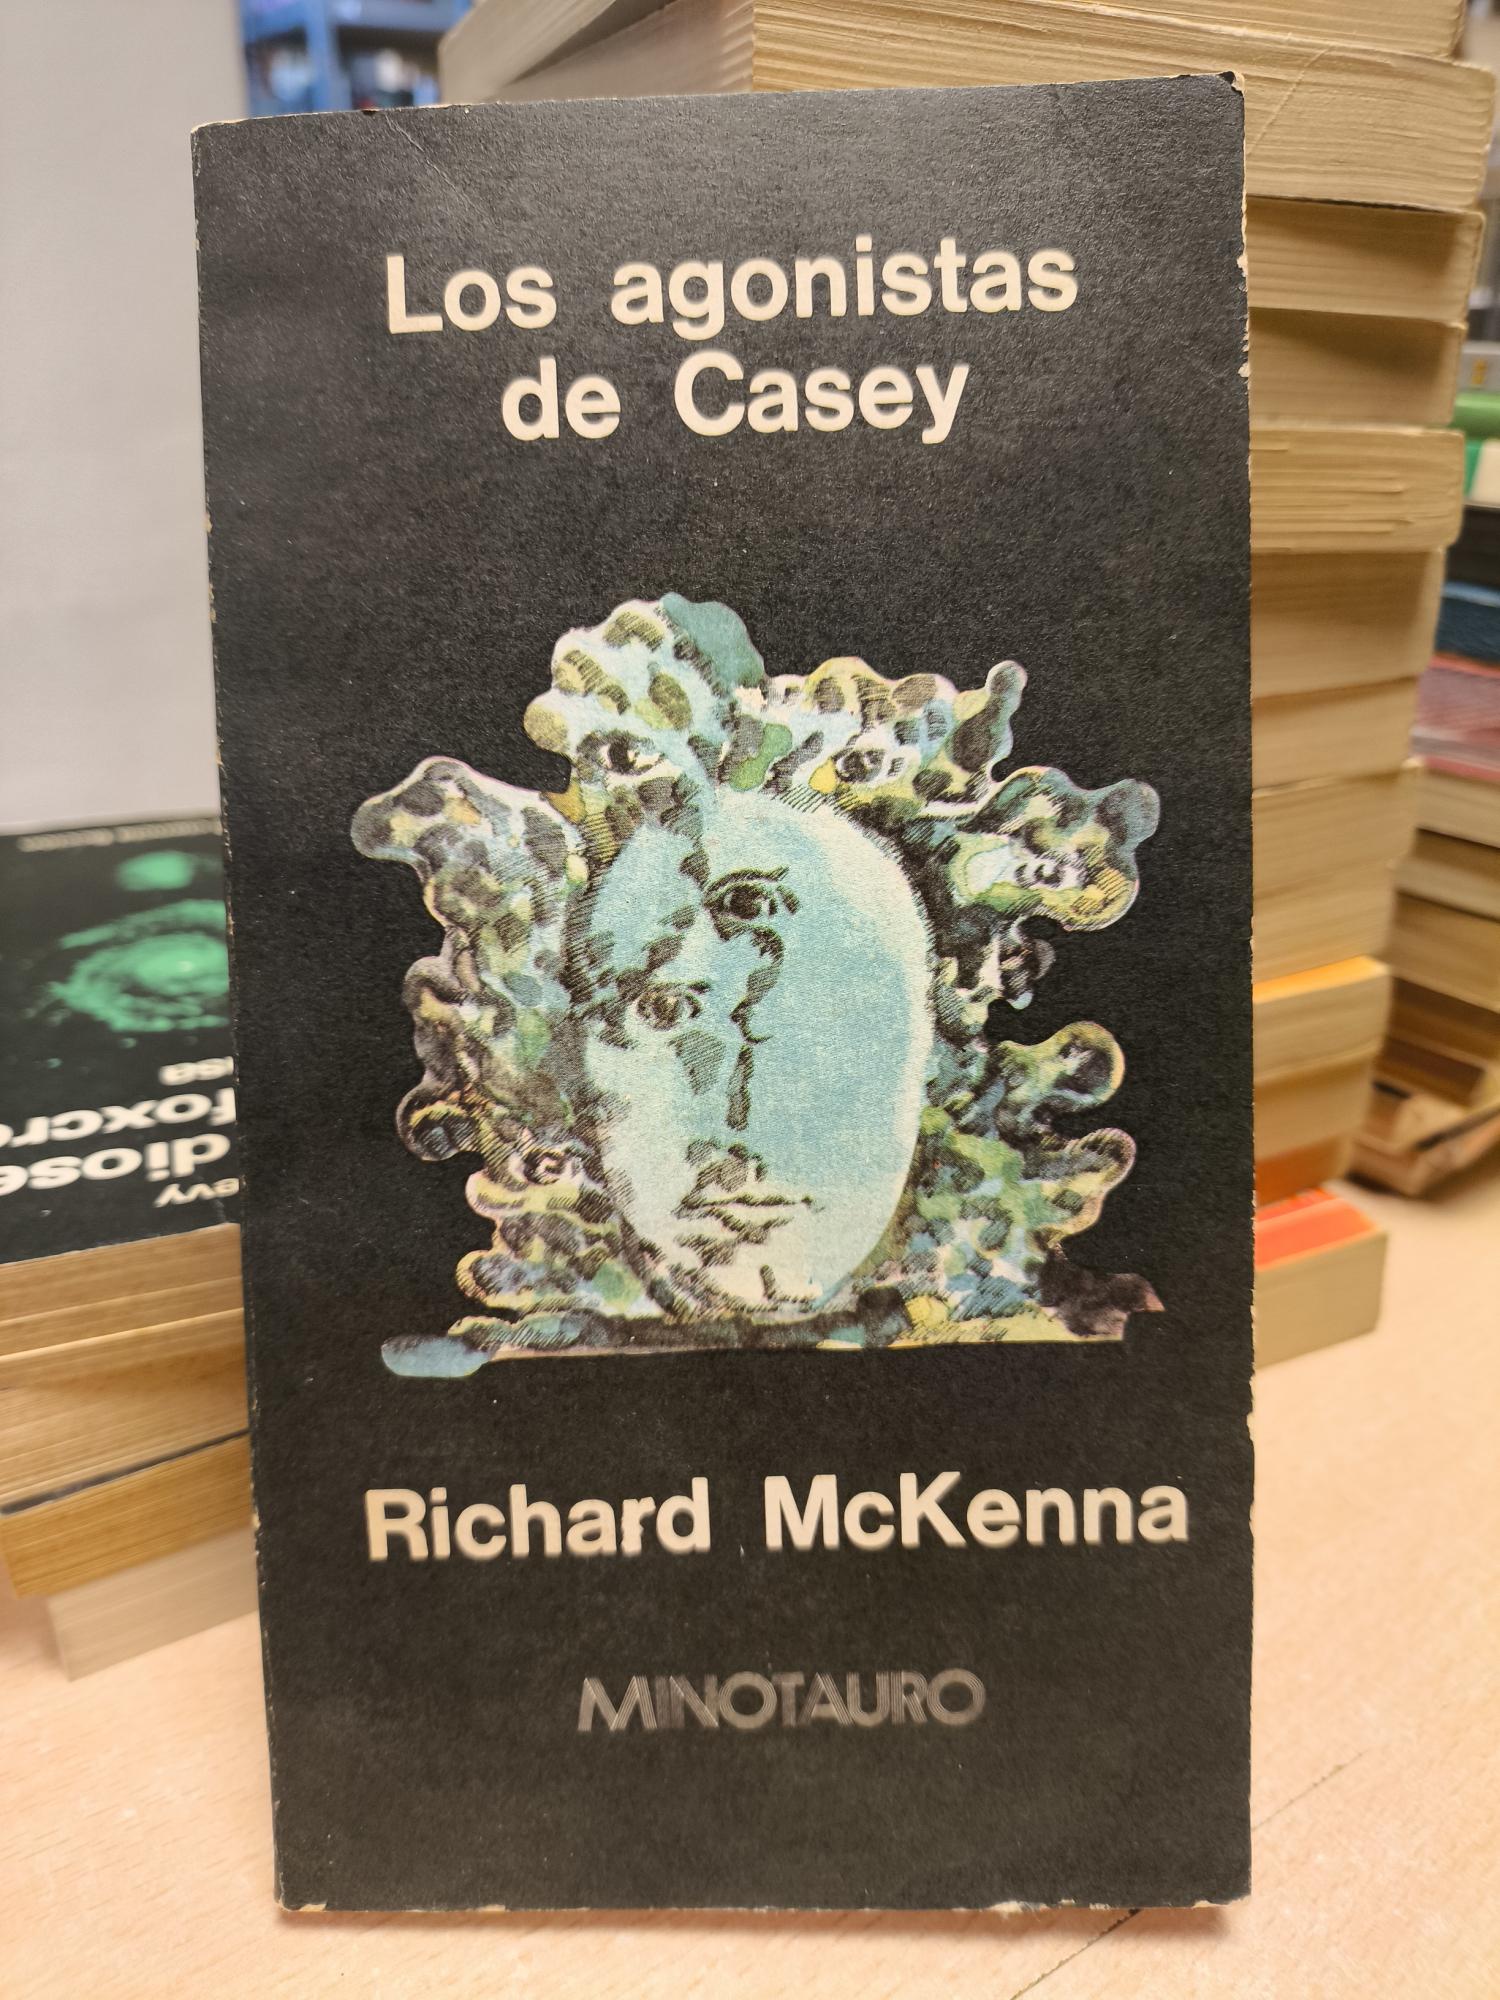 Los agonistas
de Casey
Richard McKenna
MINOTAURO